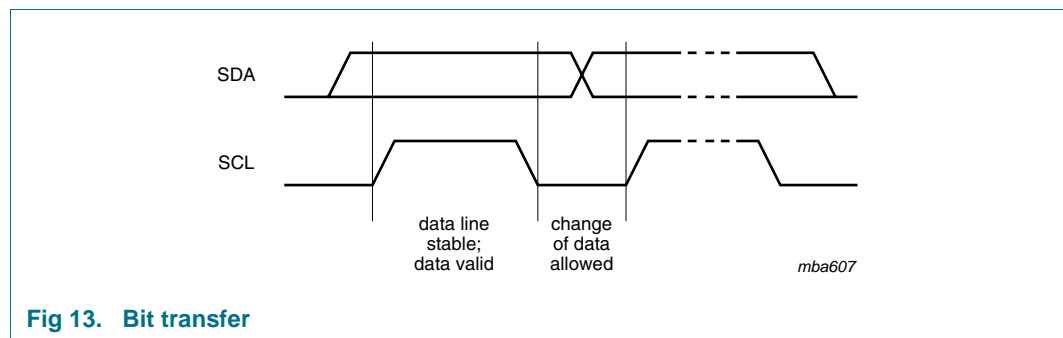 SDA
SCL
data line
stable;
data valid
change
of data
allowed
mba607
Fig 13. Bit transfer